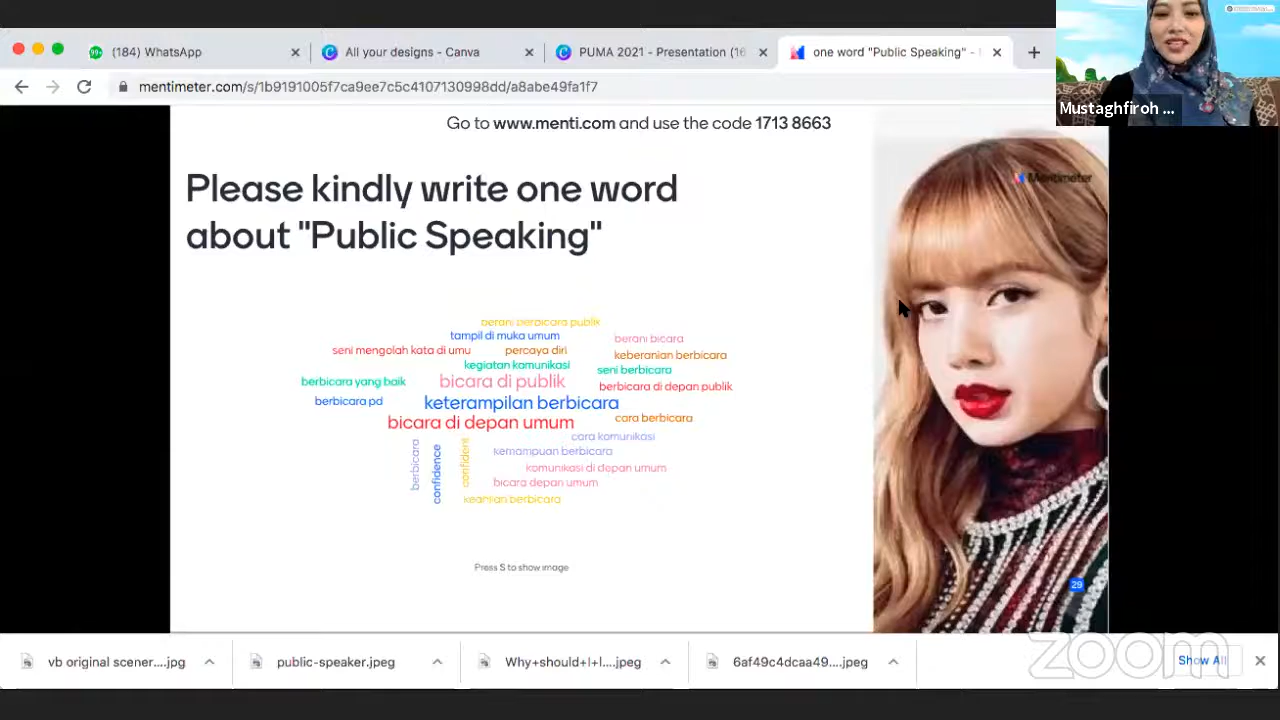 (184) WhatsApp
All your designs - Canva
PUMA 2021 - Presentation (16
one word "Public Speaking" -
mentimeter.com/s/1b9191005f7ca9ee7c5c4107130998dd/a8abe49fa1f7
Mustaghfiroh ...
Go to www.menti.com and use the code 1713 8663
Mentimeter
Please kindly write one word
about "Public Speaking"
berani berbicara publik
tampil di muka umum
berani bicara
seni mengolah kata di umu
percaya diri
keberanian berbicara
kegiatan komunikasi
seni berbicara
berbicara yang baik
bicara di publik
berbicara di depan publik
berbicara pd
keterampilan berbicara
bicara di depan umum
cara berbicara
cara komunikasi
berbicara
confidence
confident
kemampuan berbicara
komunikasi di depan umum
bicara depan umum
keahlian berbicara
Press S to show image
29
vb original scener....jpg
public-speaker.jpeg
Why+should+I+l....jpeg
6af49c4dcaa49....jpeg
Show All
zoom